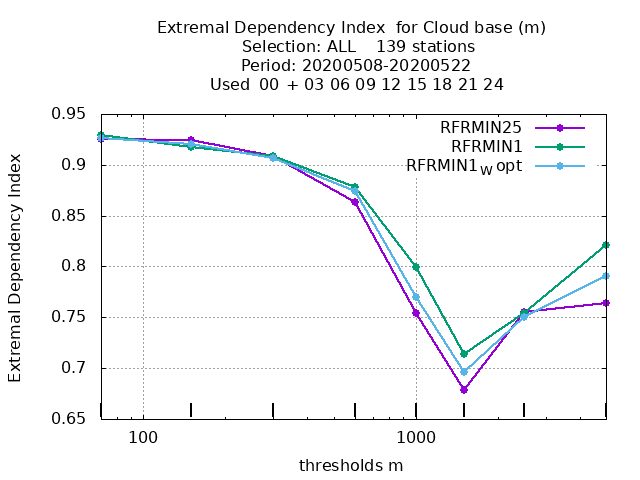 Extremal Dependency Index  for Cloud base (m)
Selection: ALL    139 stations
Period: 20200508-20200522
Used  00 + 03 06 09 12 15 18 21 24
0.95
0.9
0.85
0.8
0.75
0.7
0.65
Extremal Dependency Index
RFRMIN25
RFRMIN1
RFRMIN1W opt
100
1000
thresholds m